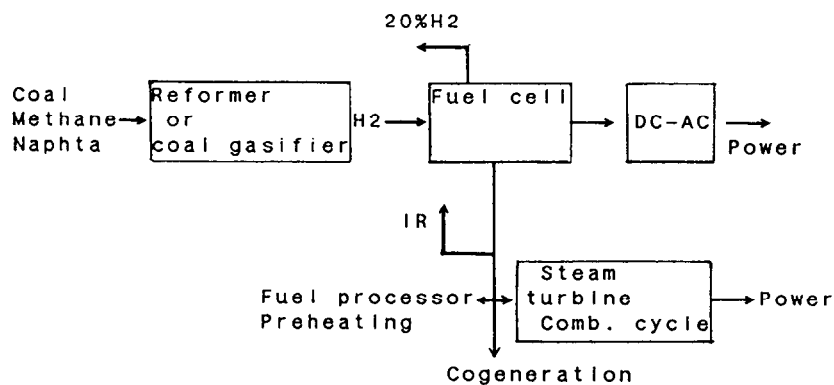 20%H2
Coal
Methane
Naphta
Reformer
or
coal gasifier
H2
Fuel cell
DC-AC
Power
IR
Fuel processor
Preheating
Steam
turbine
Comb. cycle
Power
Cogeneration